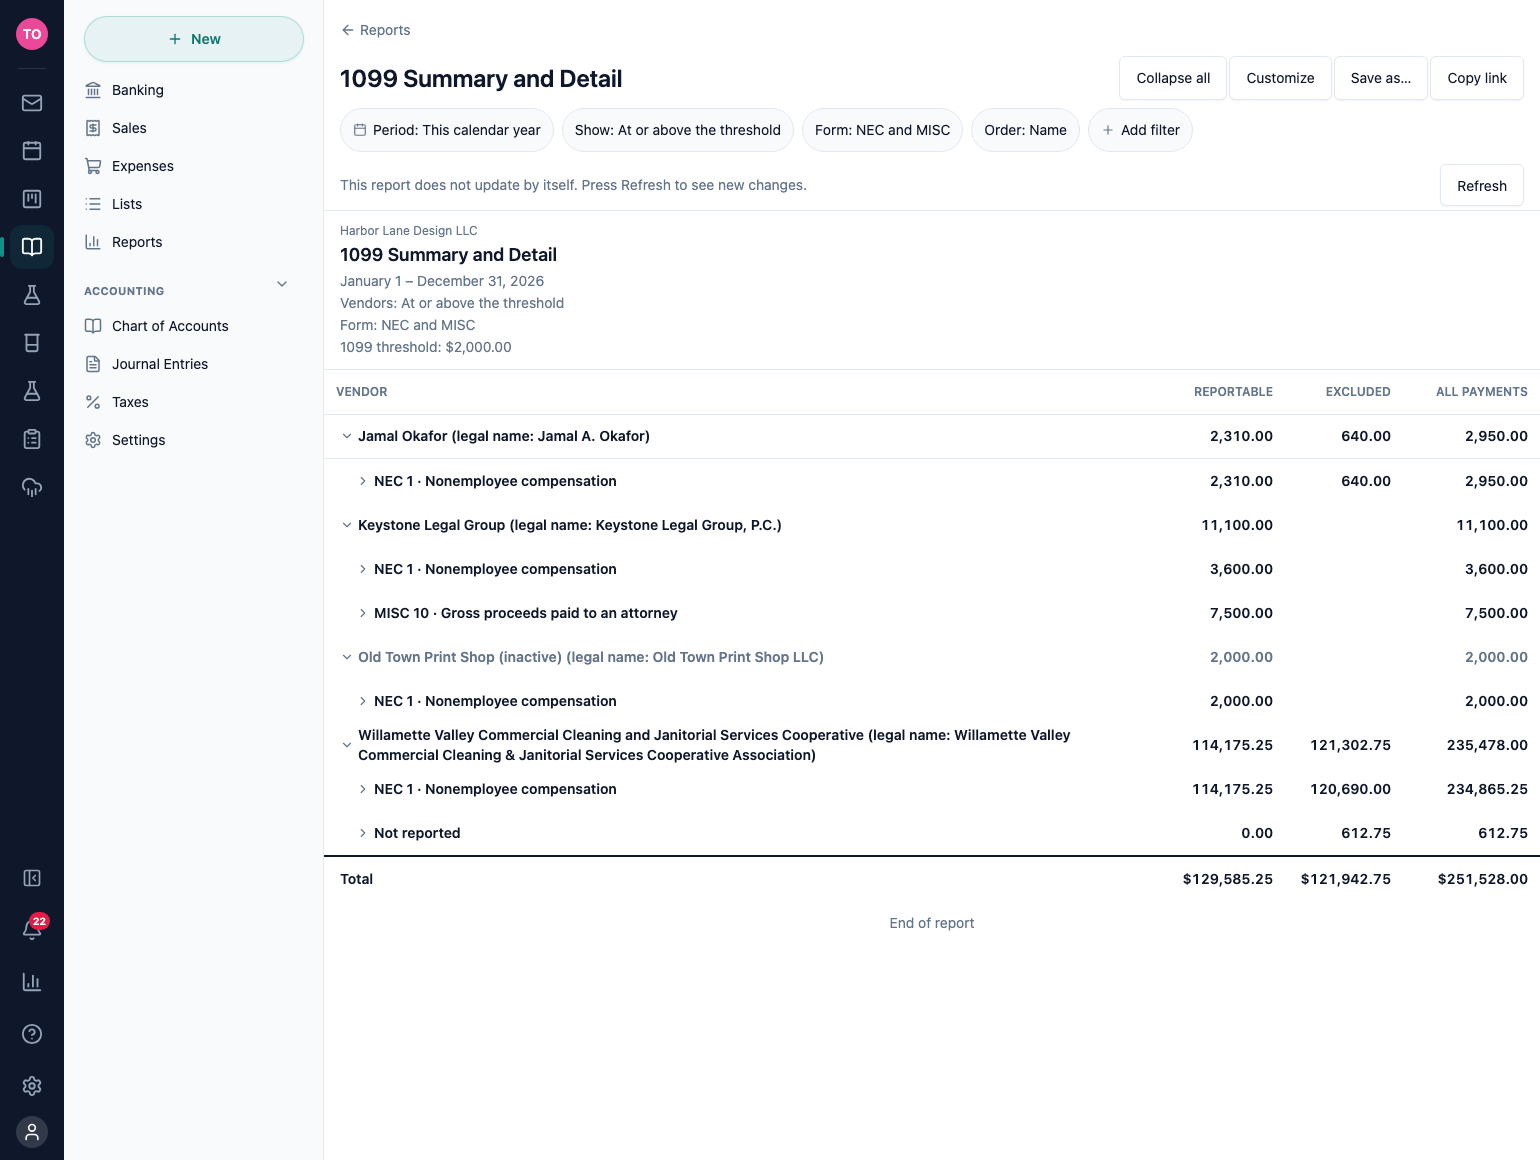 TO
New
Banking
Sales
Expenses
Lists
Reports
ACCOUNTING
Chart of Accounts
Journal Entries
Taxes
Settings
22
Reports
1099 Summary and Detail
Collapse all
Customize
Save as...
Copy link
Period: This calendar year
Show: At or above the threshold
Form: NEC and MISC
Order: Name
Add filter
This report does not update by itself. Press Refresh to see new changes.
Refresh
Harbor Lane Design LLC
1099 Summary and Detail
January 1 – December 31, 2026
Vendors: At or above the threshold
Form: NEC and MISC
1099 threshold: $2,000.00
VENDOR REPORTABLE EXCLUDED ALL PAYMENTS
Jamal Okafor (legal name: Jamal A. Okafor) 2,310.00 640.00 2,950.00
NEC 1 · Nonemployee compensation 2,310.00 640.00 2,950.00
Keystone Legal Group (legal name: Keystone Legal Group, P.C.) 11,100.00 11,100.00
NEC 1 · Nonemployee compensation 3,600.00 3,600.00
MISC 10 · Gross proceeds paid to an attorney 7,500.00 7,500.00
Old Town Print Shop (inactive) (legal name: Old Town Print Shop LLC) 2,000.00 2,000.00
NEC 1 · Nonemployee compensation 2,000.00 2,000.00
Willamette Valley Commercial Cleaning and Janitorial Services Cooperative (legal name: Willamette Valley
Commercial Cleaning & Janitorial Services Cooperative Association) 114,175.25 121,302.75 235,478.00
NEC 1 · Nonemployee compensation 114,175.25 120,690.00 234,865.25
Not reported 0.00 612.75 612.75
Total $129,585.25 $121,942.75 $251,528.00
End of report